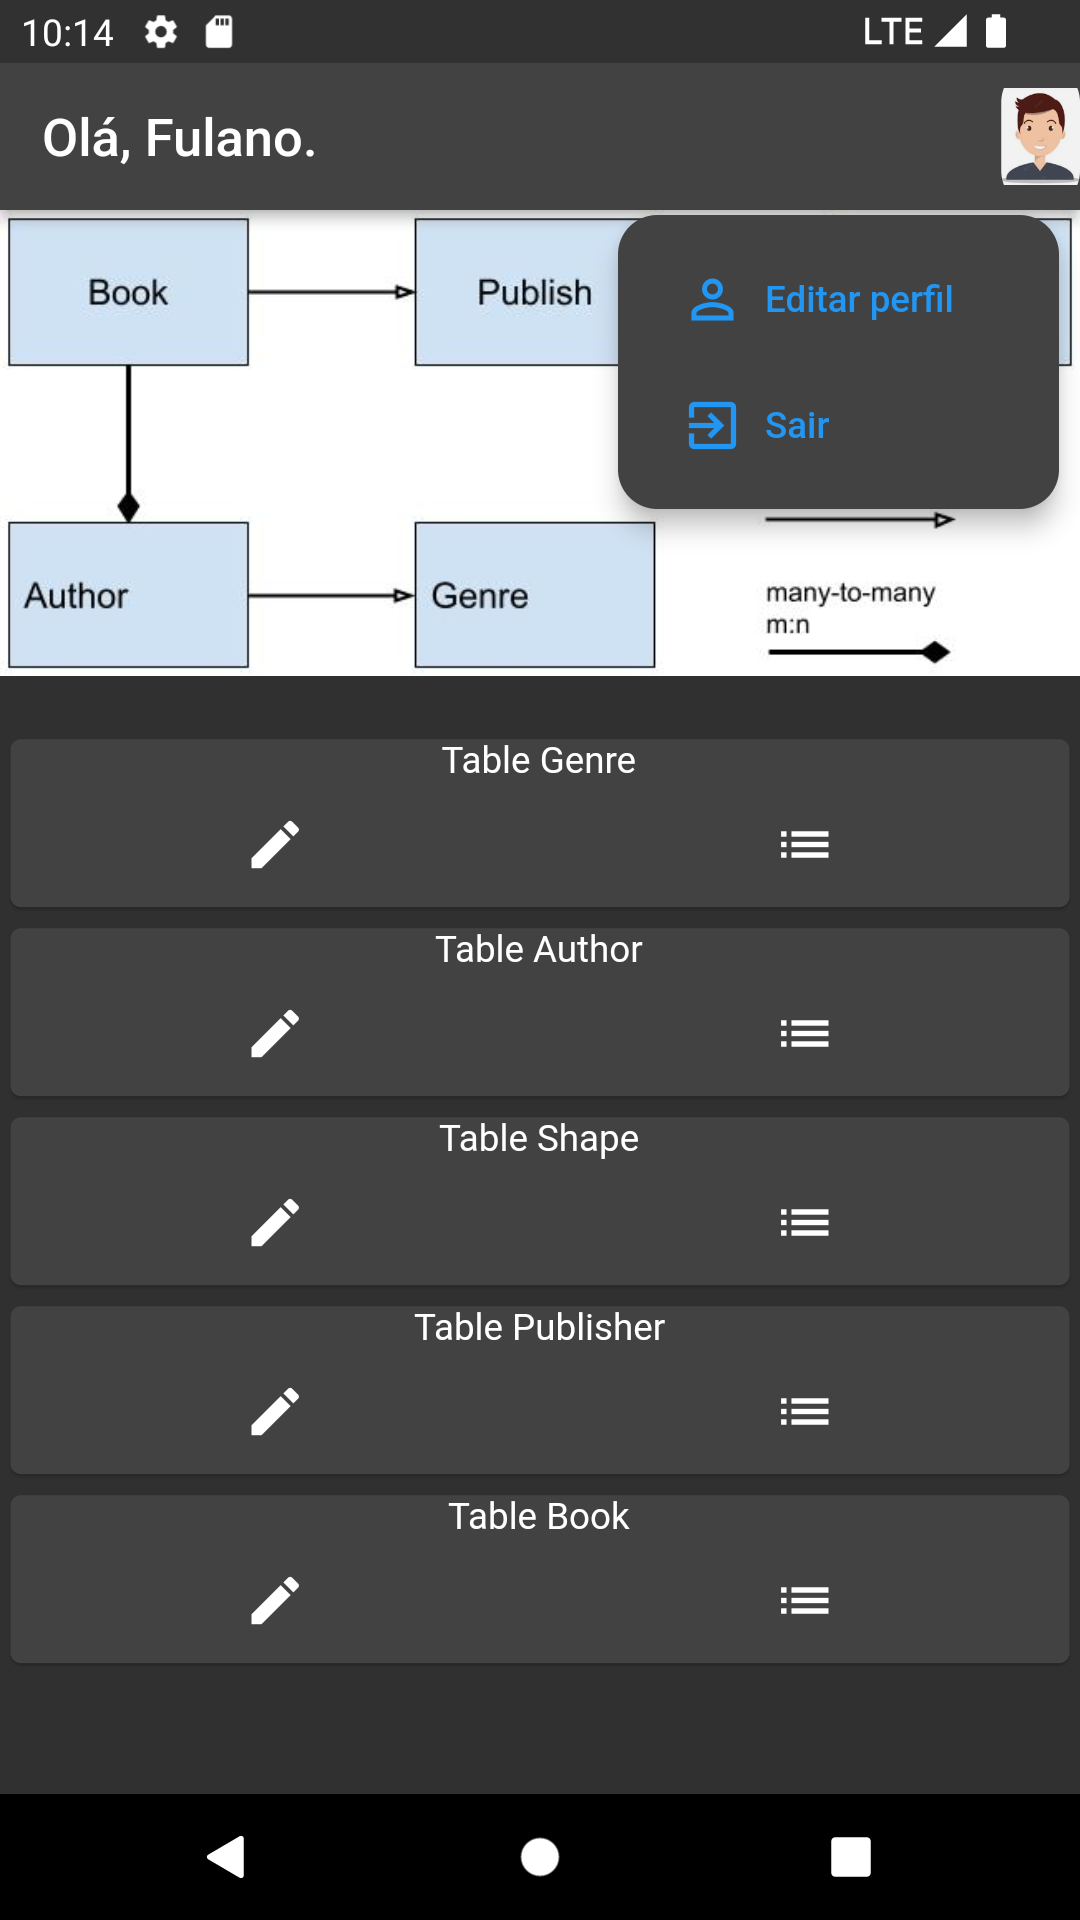 10:14 LTE
Olá, Fulano.
Book
Publish
Editar perfil
Sair
Author
Genre
many-to-many
m:n
Table Genre
Table Author
Table Shape
Table Publisher
Table Book